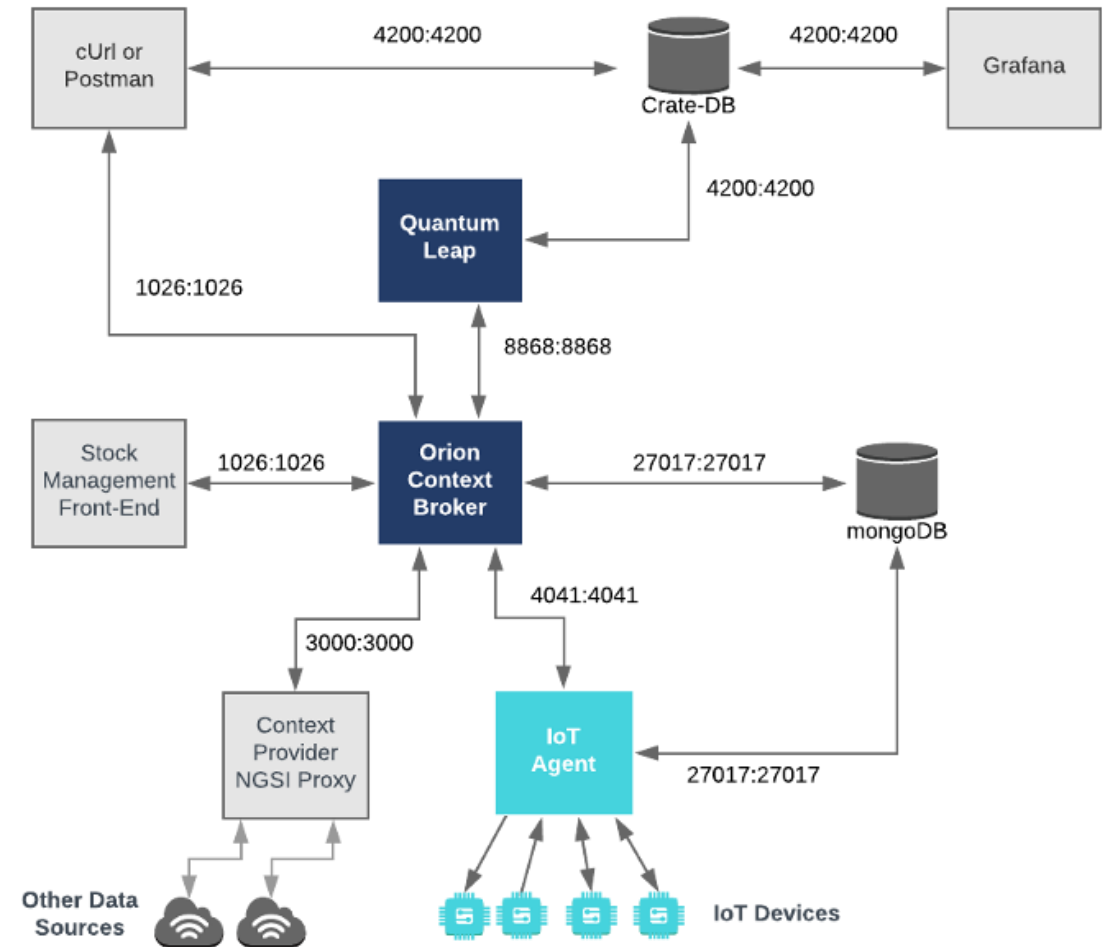 cUrl or
Postman
4200:4200
Crate-DB
4200:4200
Grafana
4200:4200
Quantum
Leap
1026:1026
8868:8868
Stock
Management
Front-End
1026:1026
Orion
Context
Broker
27017:27017
mongoDB
4041:4041
3000:3000
Context
Provider
NGSI Proxy
IoT
Agent
27017:27017
Other Data
Sources
IoT Devices